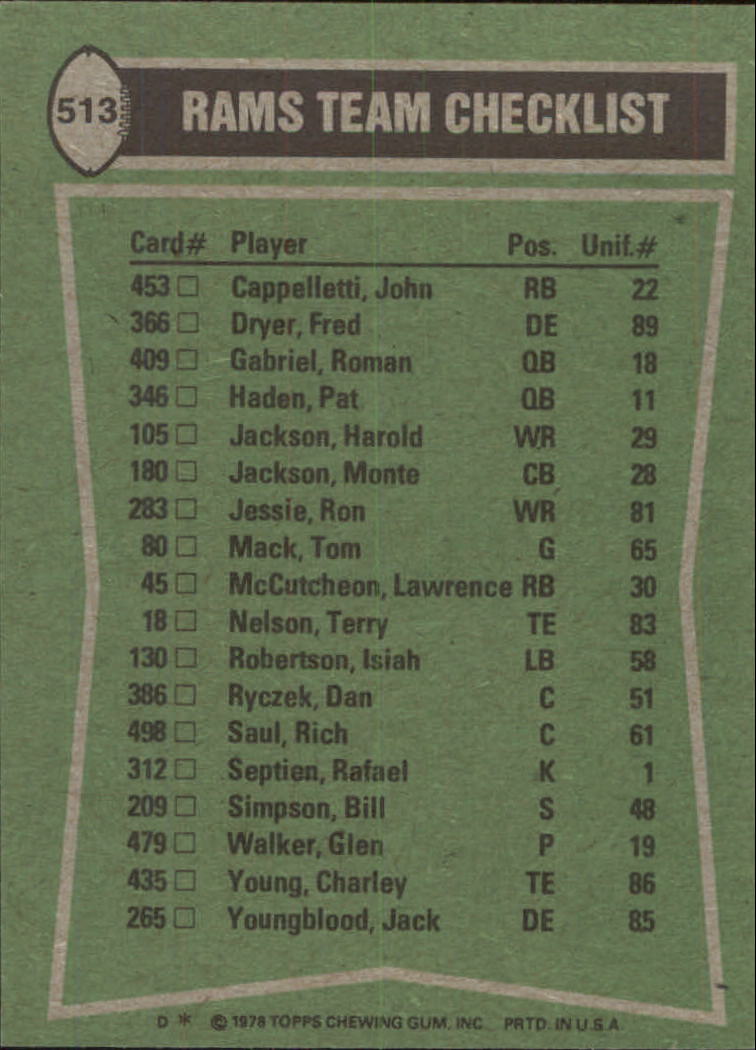 513 RAMS TEAM CHECKLIST
Card# Player Pos. Unif.#
453 □ Cappelletti, John RB 22
366 □ Dryer, Fred DE 89
409 □ Gabriel, Roman QB 18
346 □ Haden, Pat QB 11
105 □ Jackson, Harold WR 29
180 □ Jackson, Monte CB 28
283 □ Jessie, Ron WR 81
80 □ Mack, Tom G 65
45 □ McCutcheon, Lawrence RB 30
18 □ Nelson, Terry TE 83
130 □ Robertson, Isiah LB 58
386 □ Ryczek, Dan C 51
498 □ Saul, Rich C 61
312 □ Septien, Rafael K 1
209 □ Simpson, Bill S 48
479 □ Walker, Glen P 19
435 □ Young, Charley TE 86
265 □ Youngblood, Jack DE 85
D * © 1978 TOPPS CHEWING GUM, INC. PRTD. IN U.S.A.